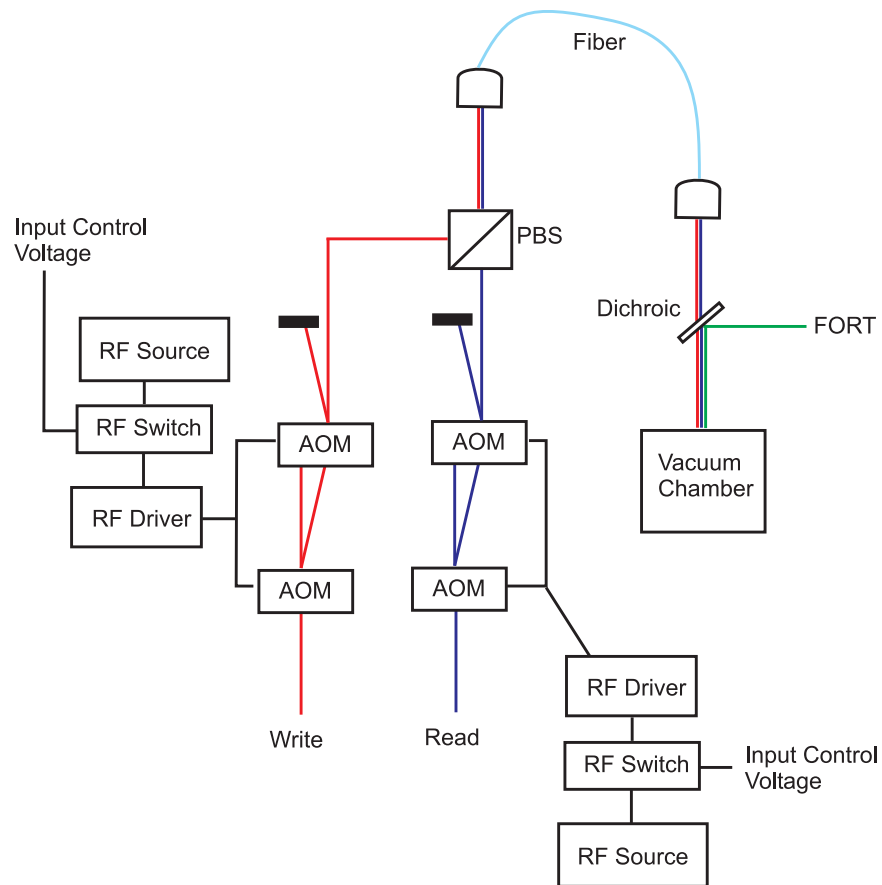 Fiber
PBS
Input Control
Voltage
Dichroic
FORT
RF Source
RF Switch
AOM
AOM
Vacuum
Chamber
RF Driver
AOM
AOM
RF Driver
Write
Read
RF Switch
Input Control
Voltage
RF Source